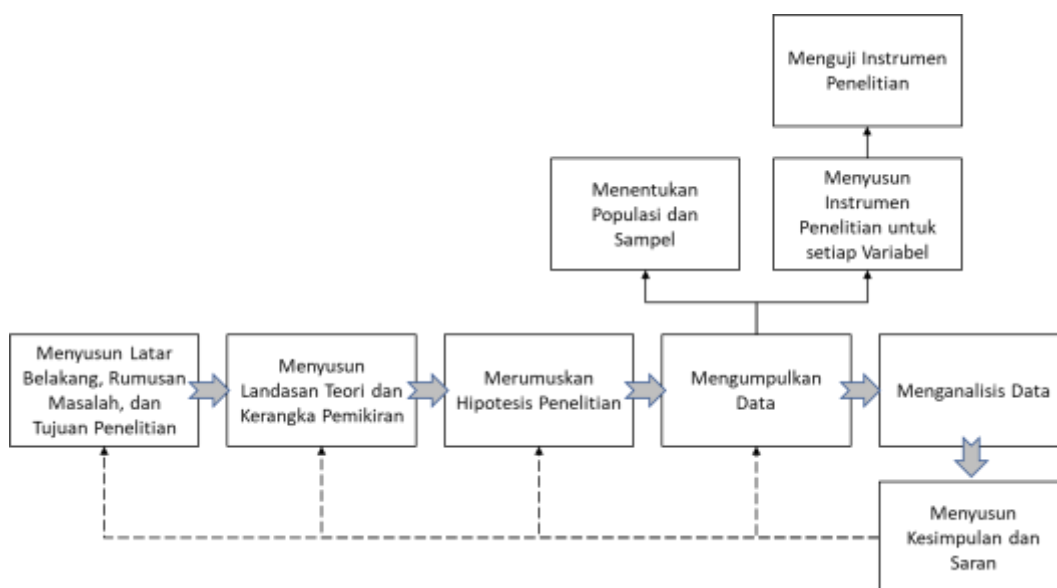 Menguji Instrumen
Penelitian
Menentukan
Populasi dan
Sampel
Menyusun
Instrumen
Penelitian untuk
setiap Variabel
Menyusun Latar
Belakang, Rumusan
Masalah, dan
Tujuan Penelitian
Menyusun
Landasan Teori dan
Kerangka Pemikiran
Merumuskan
Hipotesis Penelitian
Mengumpulkan
Data
Menganalisis Data
Menyusun
Kesimpulan dan
Saran